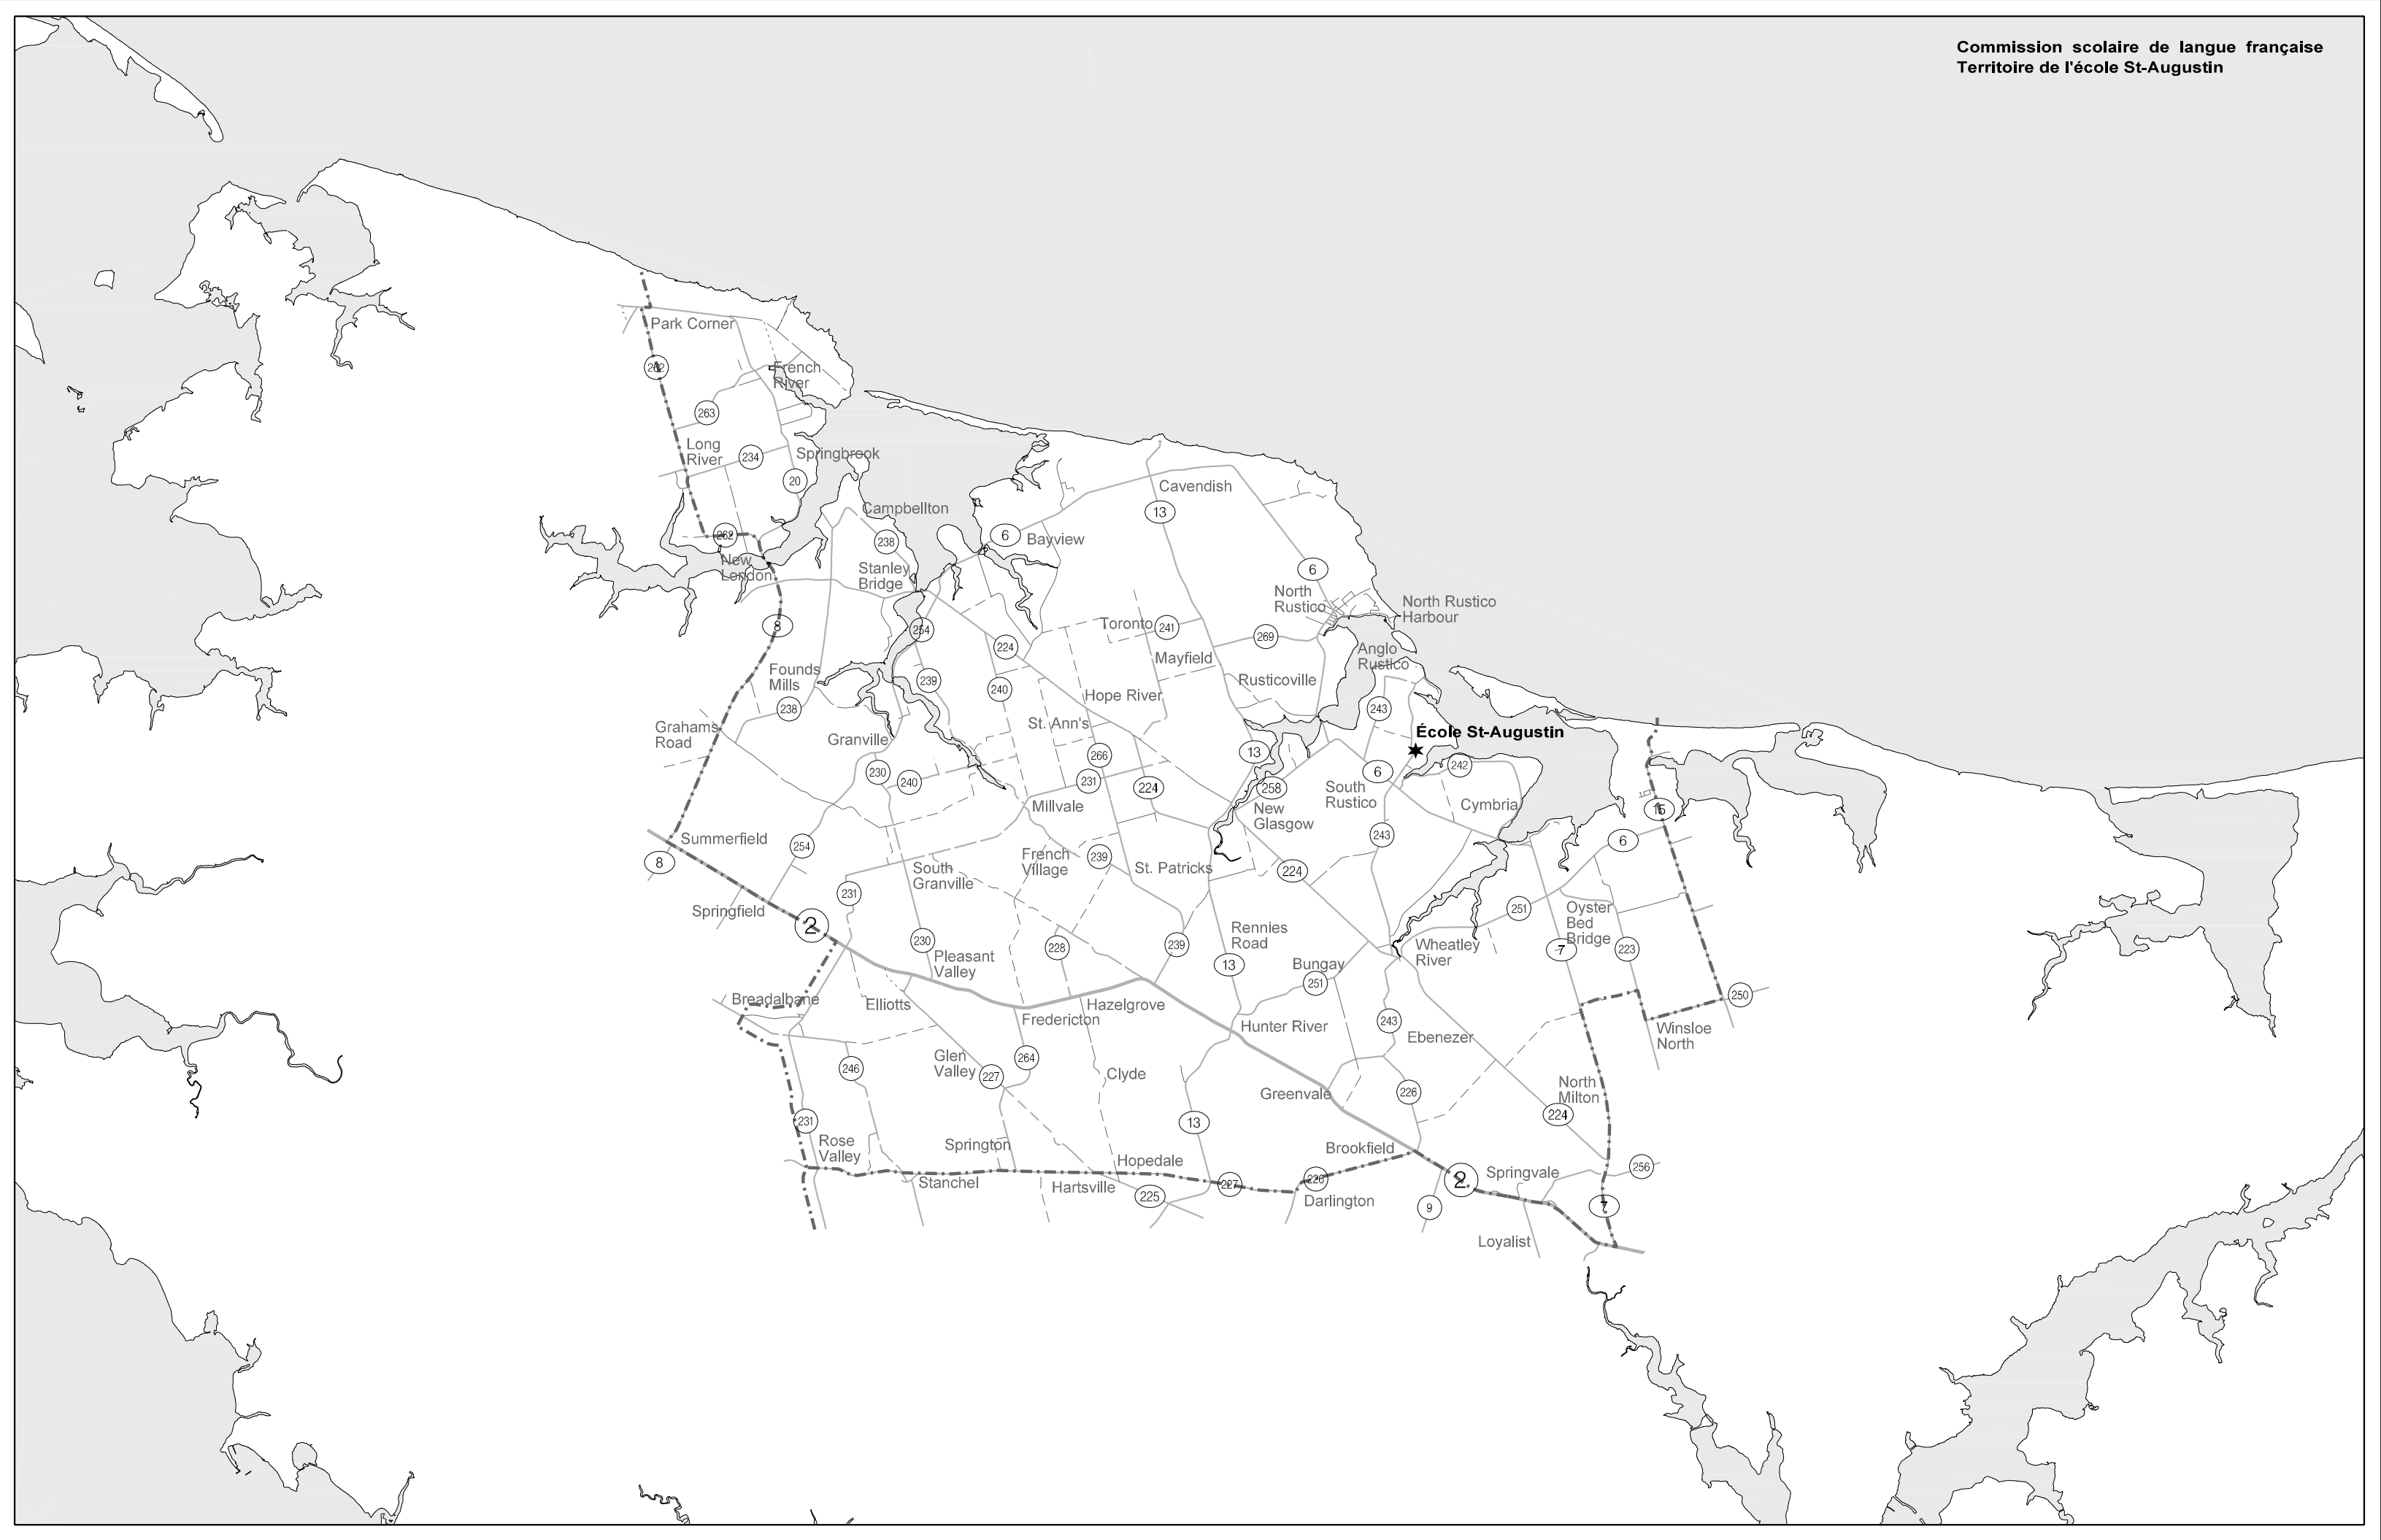 Commission scolaire de langue française
Territoire de l'école St-Augustin
Park Corner
262
French
River
263
Long
River
234
Springbrook
20
Cavendish
Campbellton
13
262
6
Bayview
238
New
London
Stanley
Bridge
6
North
Rustico
North Rustico
Harbour
8
254
Toronto
241
269
224
Anglo
Rustico
Mayfield
Founds
Mills
239
240
Rusticoville
Hope River
238
243
Grahams
Road
St. Ann's
École St-Augustin
Granville
13
266
242
230
240
231
6
224
258
South
Rustico
Millvale
New
Glasgow
Cymbria
15
Summerfield
243
6
254
8
French
Village
239
South
Granville
St. Patricks
224
231
Springfield
251
Oyster
Bed
Bridge
2
Rennies
Road
230
228
239
Wheatley
River
7
223
Pleasant
Valley
13
Bungay
251
250
Breadalbane
Elliotts
Hazelgrove
Fredericton
Hunter River
243
Ebenezer
Winsloe
North
Glen
Valley
264
246
227
Clyde
Greenvale
226
North
Milton
224
231
13
Rose
Valley
Springton
Brookfield
Hopedale
256
Springvale
Stanchel
Hartsville
227
226
2
225
Darlington
9
7
Loyalist